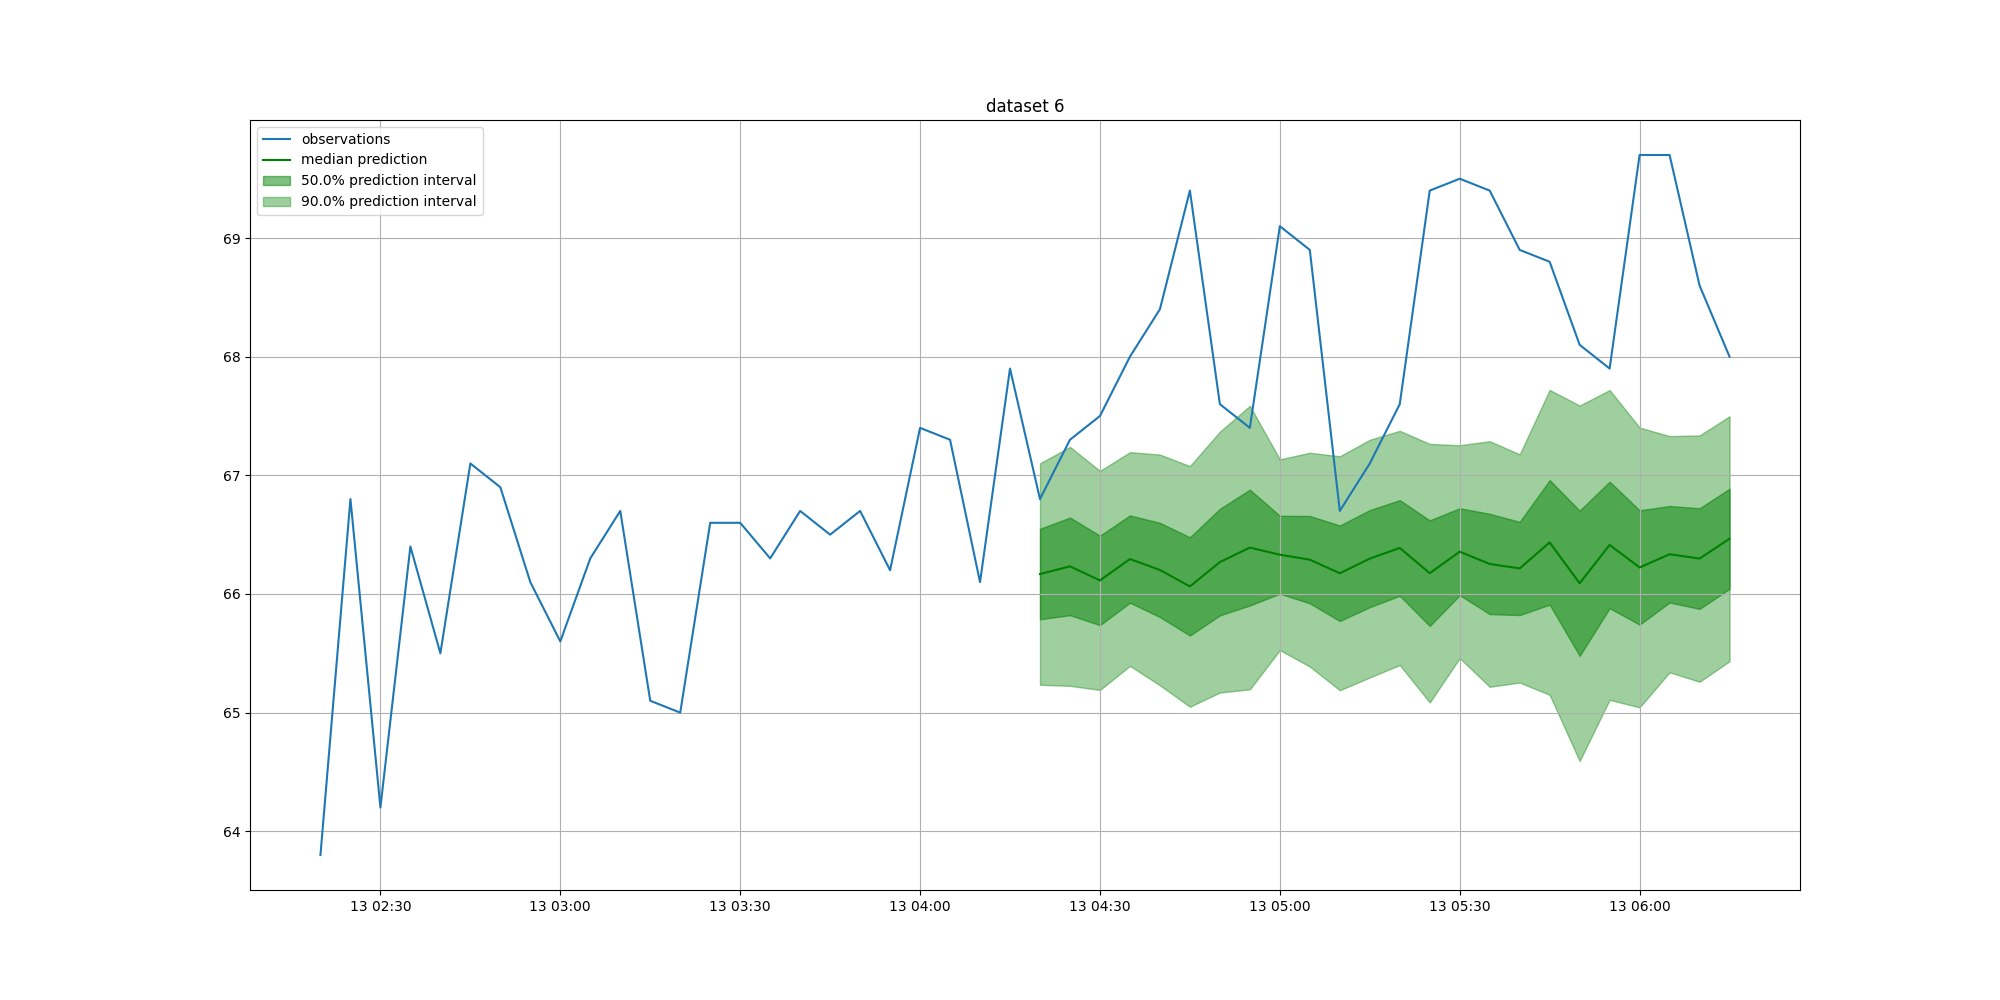 dataset 6
observations
median prediction
50.0% prediction interval
90.0% prediction interval
69
68
67
66
65
64
13 02:30
13 03:00
13 03:30
13 04:00
13 04:30
13 05:00
13 05:30
13 06:00